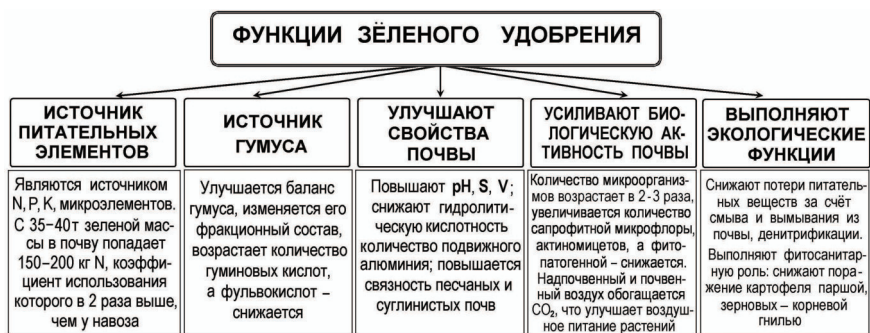 ФУНКЦИИ ЗЁЛЕНОГО УДОБРЕНИЯ
ИСТОЧНИК
ПИТАТЕЛЬНЫХ
ЭЛЕМЕНТОВ
Являются источником
N, P, K, микроэлементов.
С 35–40т зеленой мас-
сы в почву попадает
150–200 кг N, коэффи-
циент использования
которого в 2 раза выше,
чем у навоза
ИСТОЧНИК
ГУМУСА
Улучшается баланс
гумуса, изменяется его
фракционный состав,
возрастает количество
гуминовых кислот,
а фульвокислот –
снижается
УЛУЧШАЮТ
СВОЙСТВА
ПОЧВЫ
Повышают pH, S, V;
снижают гидролити-
ческую кислотность
количество подвижного
алюминия; повышается
связность песчаных и
суглинистых почв
УСИЛИВАЮТ БИ-
ОЛОГИЧЕСКУЮ АК-
ТИВНОСТЬ ПОЧВЫ
Количество микрооргани-
змов возрастает в 2-3 раза,
увеличивается количество
сапрофитной микрофлоры,
актиномицетов, а фито-
патогенной – снижается.
Надпочвенный и почвен-
ный воздух обогащается
CO₂, что улучшает воздуш-
ное питание растений
ВЫПОЛНЯЮТ
ЭКОЛОГИЧЕСКИЕ
ФУНКЦИИ
Снижают потери питатель-
ных веществ за счёт
смыва и вымывания из
почвы, денитрификации.
Выполняют фитосанитар-
ную роль: снижают пора-
жение картофеля паршой,
зерновых – корневой
гнилью